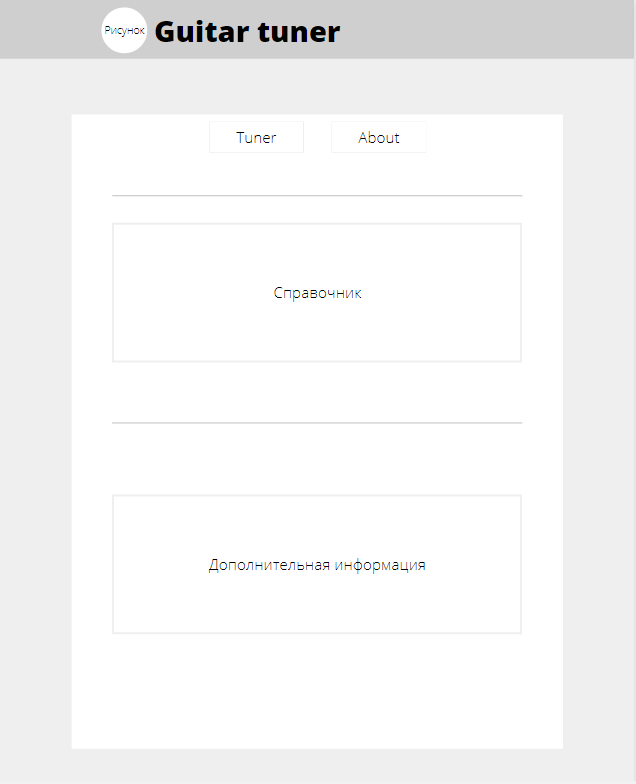 Рисунок Guitar tuner
Tuner About
Справочник
Дополнительная информация